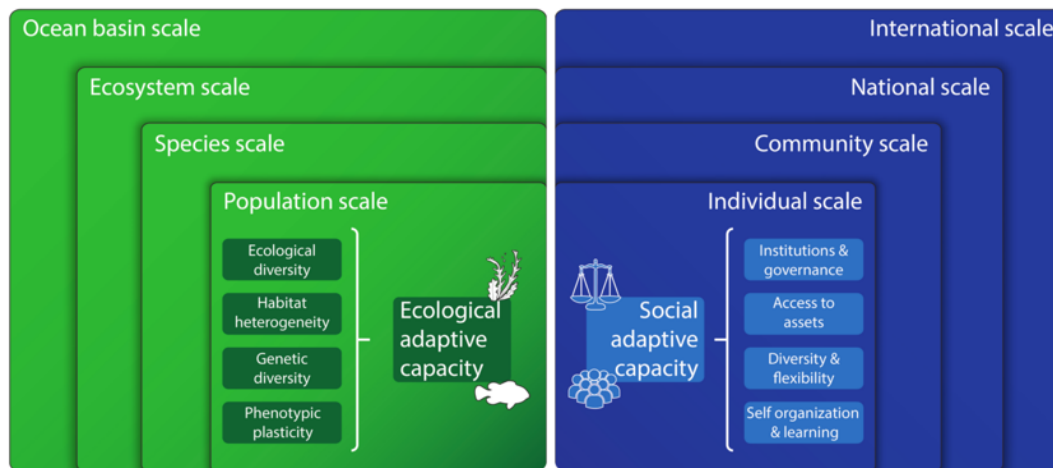 Ocean basin scale
Ecosystem scale
Species scale
Population scale
Ecological
diversity
Habitat
heterogeneity
Genetic
diversity
Phenotypic
plasticity
Ecological
adaptive
capacity
International scale
National scale
Community scale
Individual scale
Social
adaptive
capacity
Institutions &
governance
Access to
assets
Diversity &
flexibility
Self organization
& learning